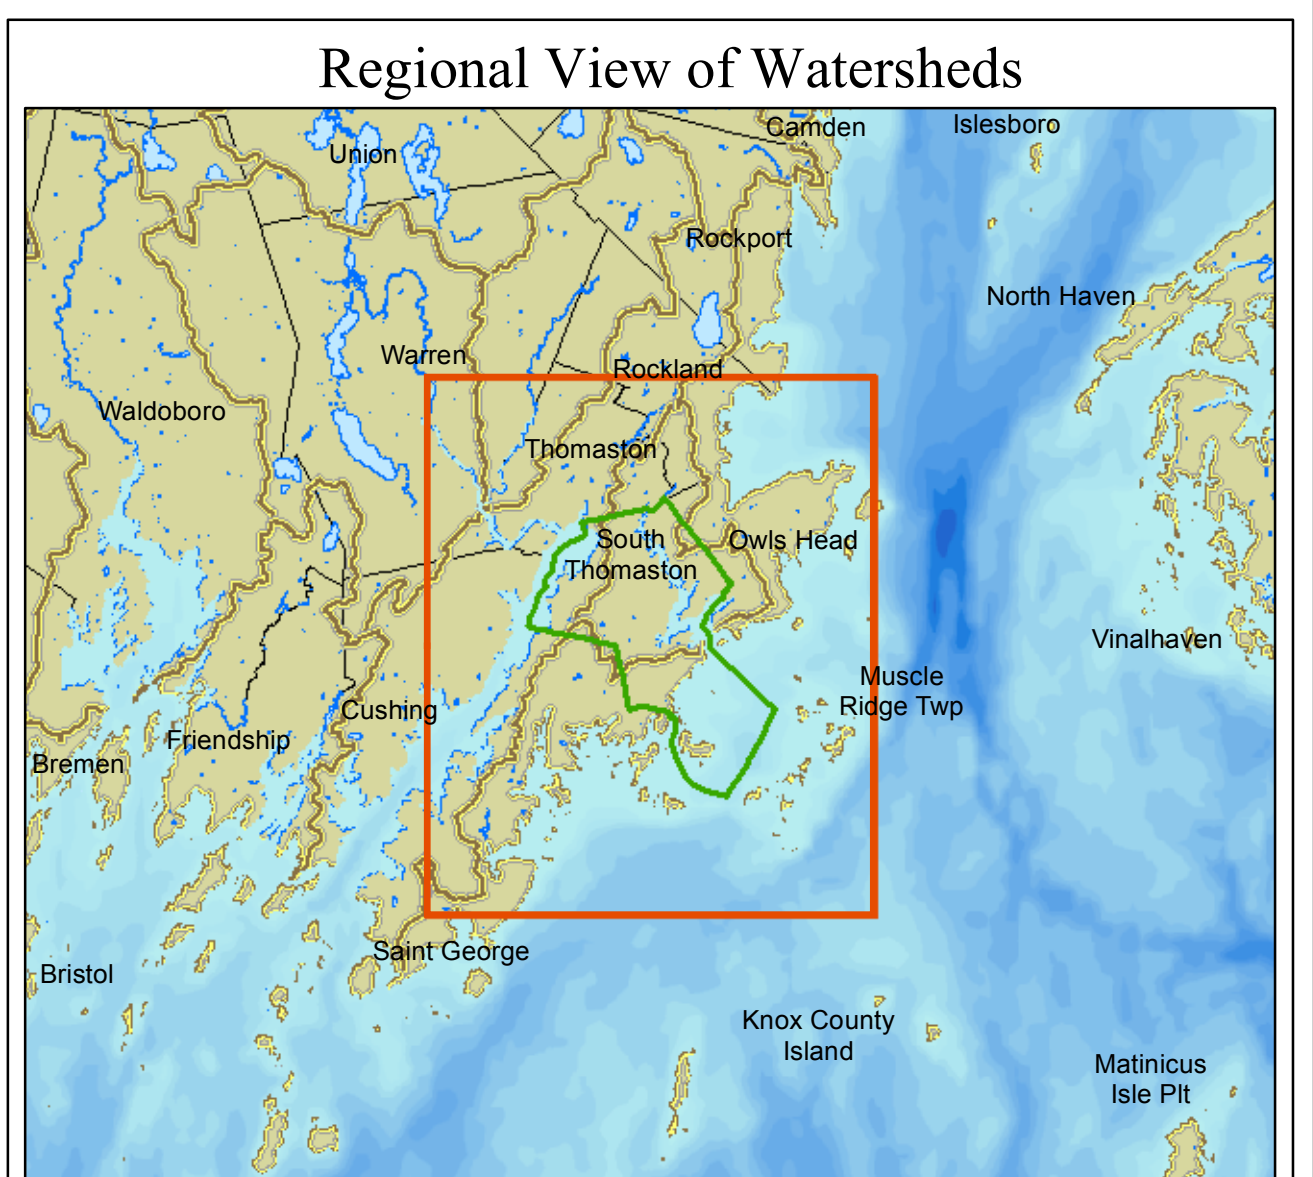 Regional View of Watersheds
Camden
Islesboro
Union
Rockport
North Haven
Warren
Rockland
Waldoboro
Thomaston
South
Thomaston
Owls Head
Vinalhaven
Muscle
Ridge Twp
Cushing
Friendship
Bremen
Saint George
Bristol
Knox County
Island
Matinicus
Isle Plt